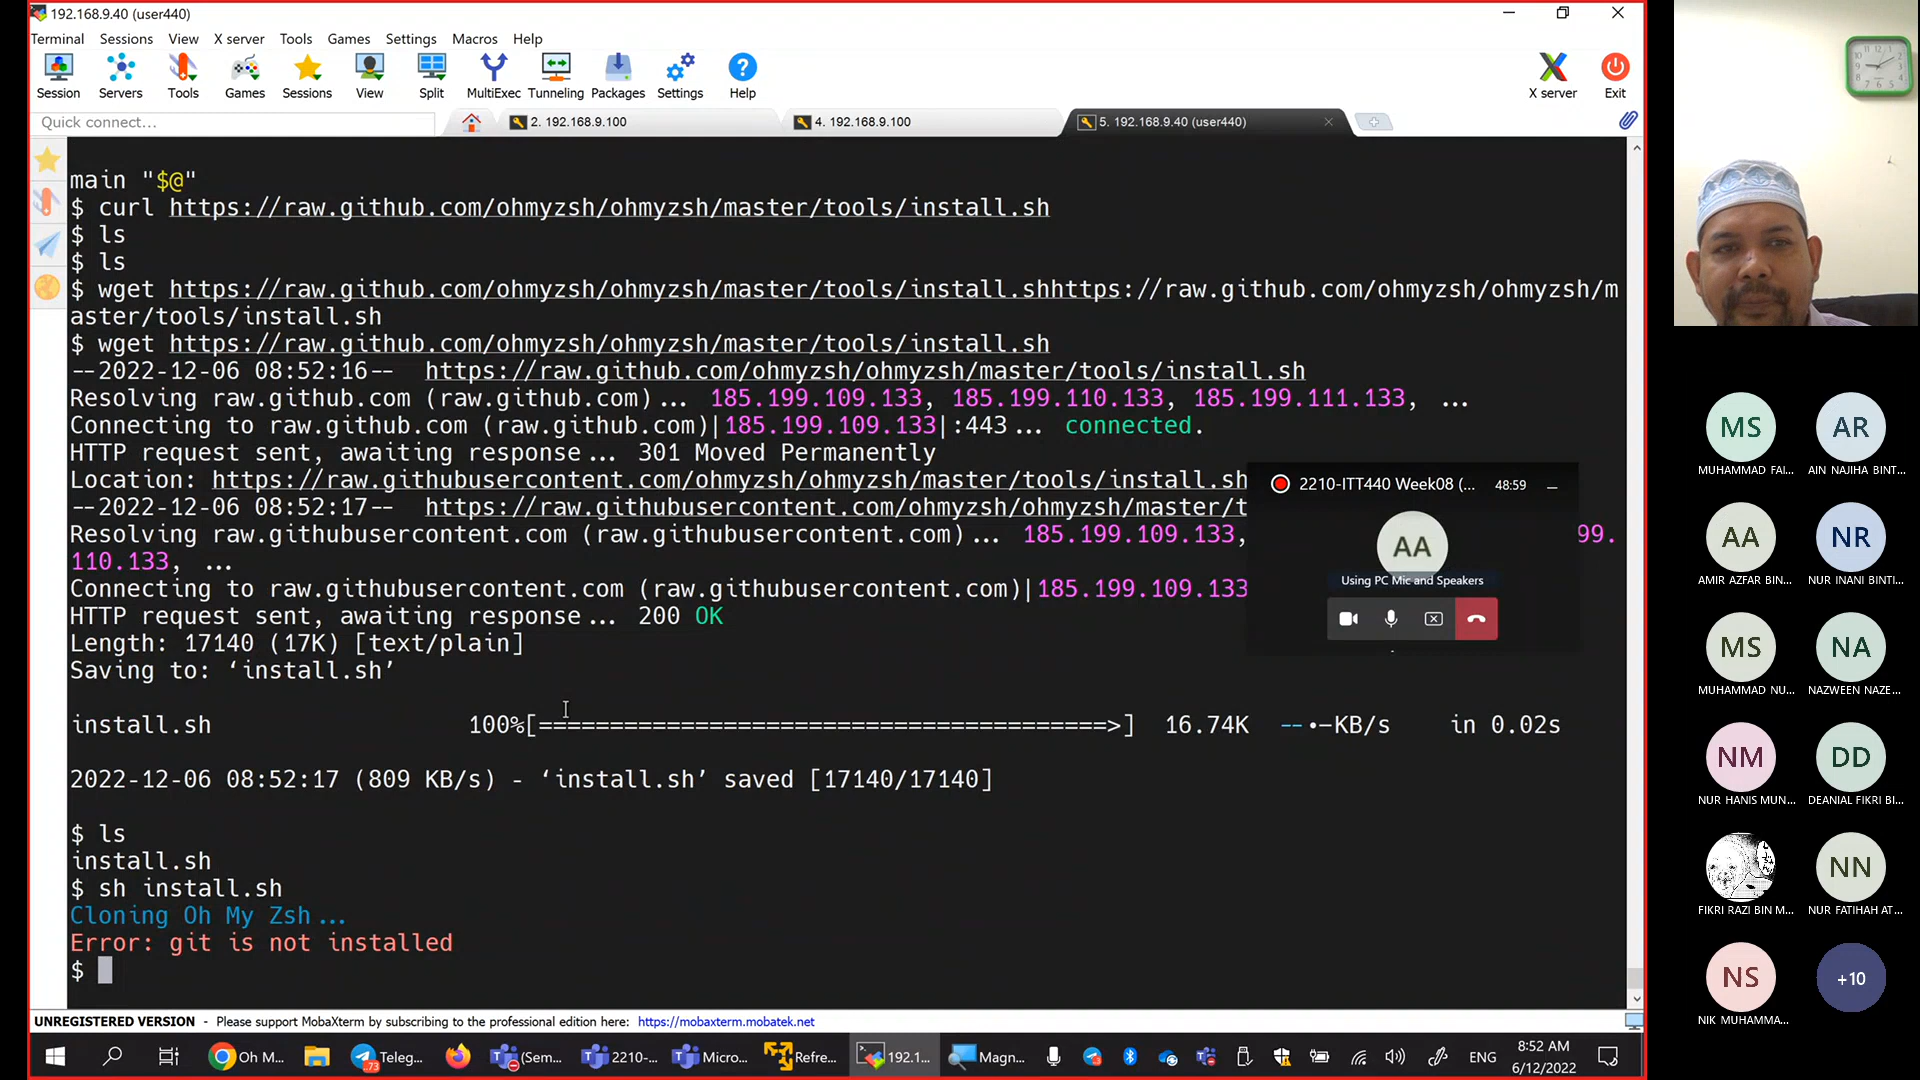 192.168.9.40 (user440)
Terminal Sessions View X server Tools Games Settings Macros Help
Session Servers Tools Games Sessions View Split MultiExec Tunneling Packages Settings Help X server Exit
Quick connect... 2. 192.168.9.100 4. 192.168.9.100 5. 192.168.9.40 (user440)
main "$@"
$ curl https://raw.github.com/ohmyzsh/ohmyzsh/master/tools/install.sh
$ ls
$ ls
$ wget https://raw.github.com/ohmyzsh/ohmyzsh/master/tools/install.shhttps://raw.github.com/ohmyzsh/ohmyzsh/m
aster/tools/install.sh
$ wget https://raw.github.com/ohmyzsh/ohmyzsh/master/tools/install.sh
--2022-12-06 08:52:16-- https://raw.github.com/ohmyzsh/ohmyzsh/master/tools/install.sh
Resolving raw.github.com (raw.github.com)... 185.199.109.133, 185.199.110.133, 185.199.111.133, ...
Connecting to raw.github.com (raw.github.com)|185.199.109.133|:443... connected.
HTTP request sent, awaiting response... 301 Moved Permanently
Location: https://raw.githubusercontent.com/ohmyzsh/ohmyzsh/master/tools/install.sh
--2022-12-06 08:52:17-- https://raw.githubusercontent.com/ohmyzsh/ohmyzsh/master/t
Resolving raw.githubusercontent.com (raw.githubusercontent.com)... 185.199.109.133, 99.
110.133, ...
Connecting to raw.githubusercontent.com (raw.githubusercontent.com)|185.199.109.133
HTTP request sent, awaiting response... 200 OK
Length: 17140 (17K) [text/plain]
Saving to: ‘install.sh’
install.sh 100%[========================================>] 16.74K --.-KB/s in 0.02s
2022-12-06 08:52:17 (809 KB/s) - ‘install.sh’ saved [17140/17140]
$ ls
install.sh
$ sh install.sh
Cloning Oh My Zsh...
Error: git is not installed
$
2210-ITT440 Week08 (... 48:59
AA
Using PC Mic and Speakers
UNREGISTERED VERSION - Please support MobaXterm by subscribing to the professional edition here: https://mobaxterm.mobatek.net
Oh M... Teleg... 73 (Sem... 2210-... Micro... Refre... 192.1... Magn... ENG 8:52 AM
6/12/2022
MS AR
MUHAMMAD FAI... AIN NAJIHA BINT...
AA NR
AMIR AZFAR BIN... NUR INANI BINTI...
MS NA
MUHAMMAD NU... NAZWEEN NAZE...
NM DD
NUR HANIS MUN... DEANIAL FIKRI BI...
NN
FIKRI RAZI BIN M... NUR FATIHAH AT...
NS +10
NIK MUHAMMA...